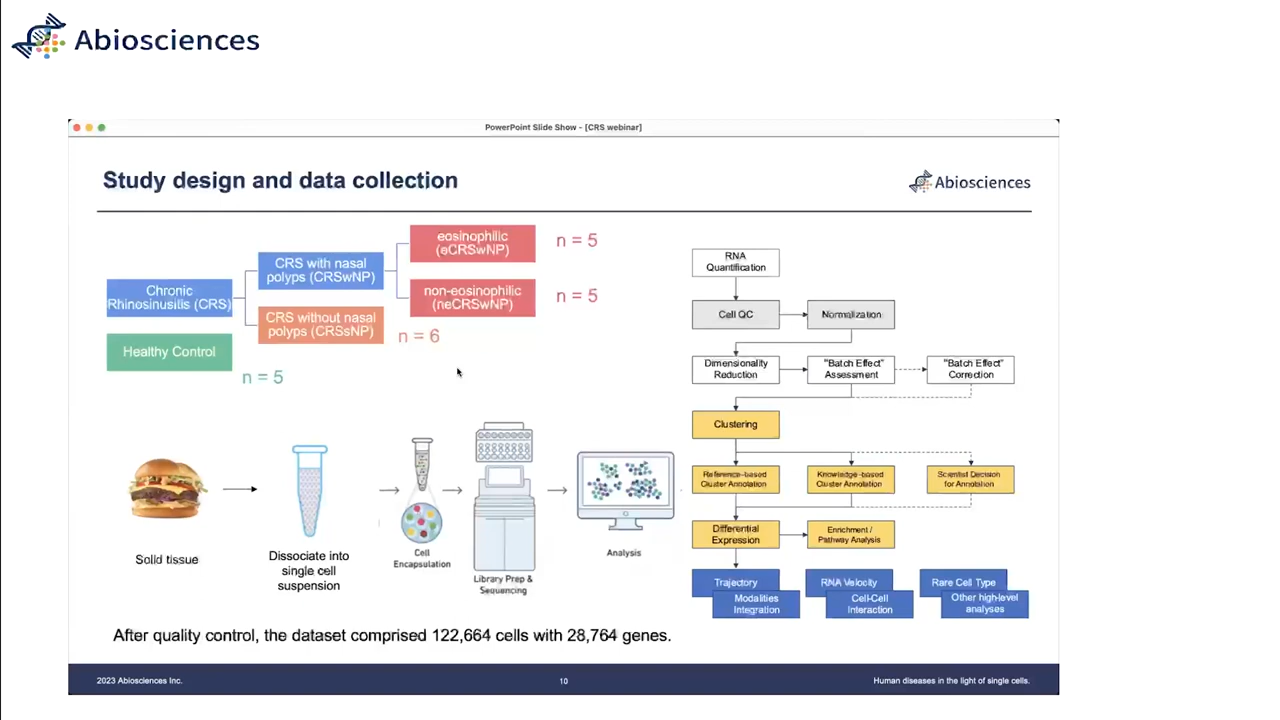 Abiosciences
PowerPoint Slide Show - [CRS webinar]
Study design and data collection
Abiosciences
Chronic
Rhinosinusitis (CRS)
Healthy Control
n = 5
CRS with nasal
polyps (CRSwNP)
CRS without nasal
polyps (CRSsNP)
n = 6
eosinophilic
(eCRSwNP)
n = 5
non-eosinophilic
(neCRSwNP)
n = 5
Solid tissue
Dissociate into
single cell
suspension
Cell
Encapsulation
Library Prep &
Sequencing
Analysis
RNA
Quantification
Cell QC
Normalization
Dimensionality
Reduction
"Batch Effect"
Assessment
"Batch Effect"
Correction
Clustering
Reference-based
Cluster Annotation
Knowledge-based
Cluster Annotation
Scientist Decision
for Annotation
Differential
Expression
Enrichment /
Pathway Analysis
Trajectory
Modalities
Integration
RNA Velocity
Cell-Cell
Interaction
Rare Cell Type
Other high-level
analyses
After quality control, the dataset comprised 122,664 cells with 28,764 genes.
2023 Abiosciences Inc.
10
Human diseases in the light of single cells.